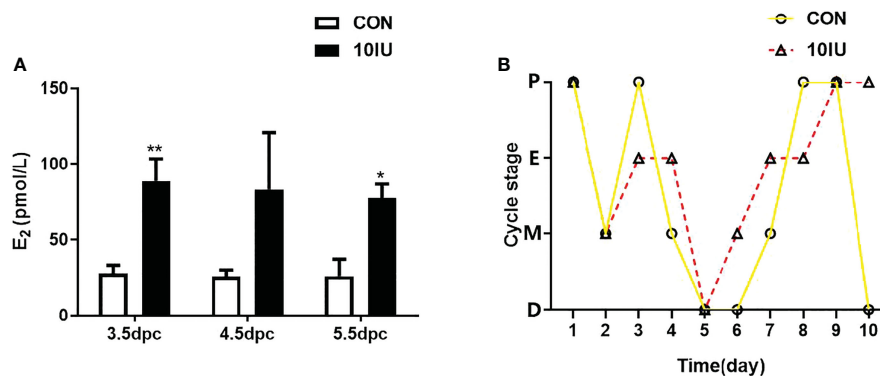 A
CON
10IU
E2 (pmol/L)
150
100
50
0
**
*
3.5dpc
4.5dpc
5.5dpc
B
CON
10IU
Cycle stage
P
E
M
D
1 2 3 4 5 6 7 8 9 10
Time(day)